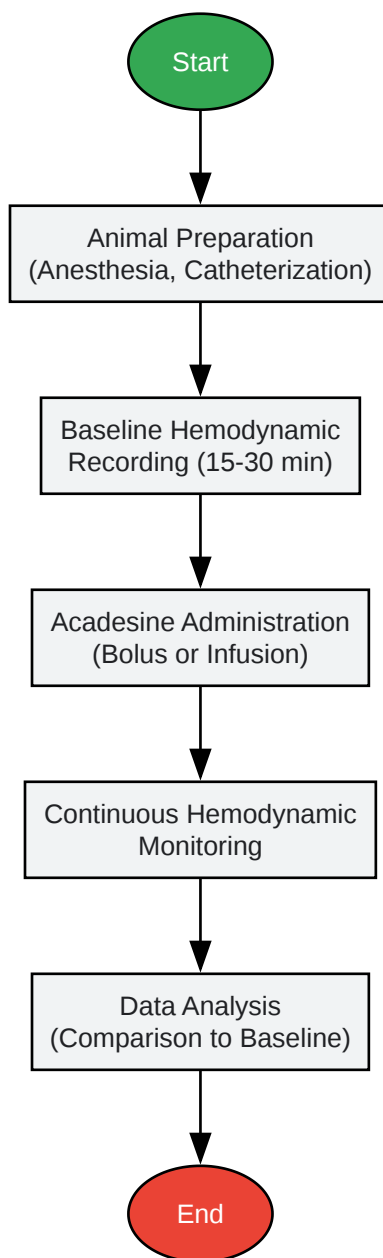 Start
Animal Preparation
(Anesthesia, Catheterization)
Baseline Hemodynamic
Recording (15-30 min)
Acadesine Administration
(Bolus or Infusion)
Continuous Hemodynamic
Monitoring
Data Analysis
(Comparison to Baseline)
End